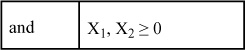 and X₁, X₂ ≥ 0